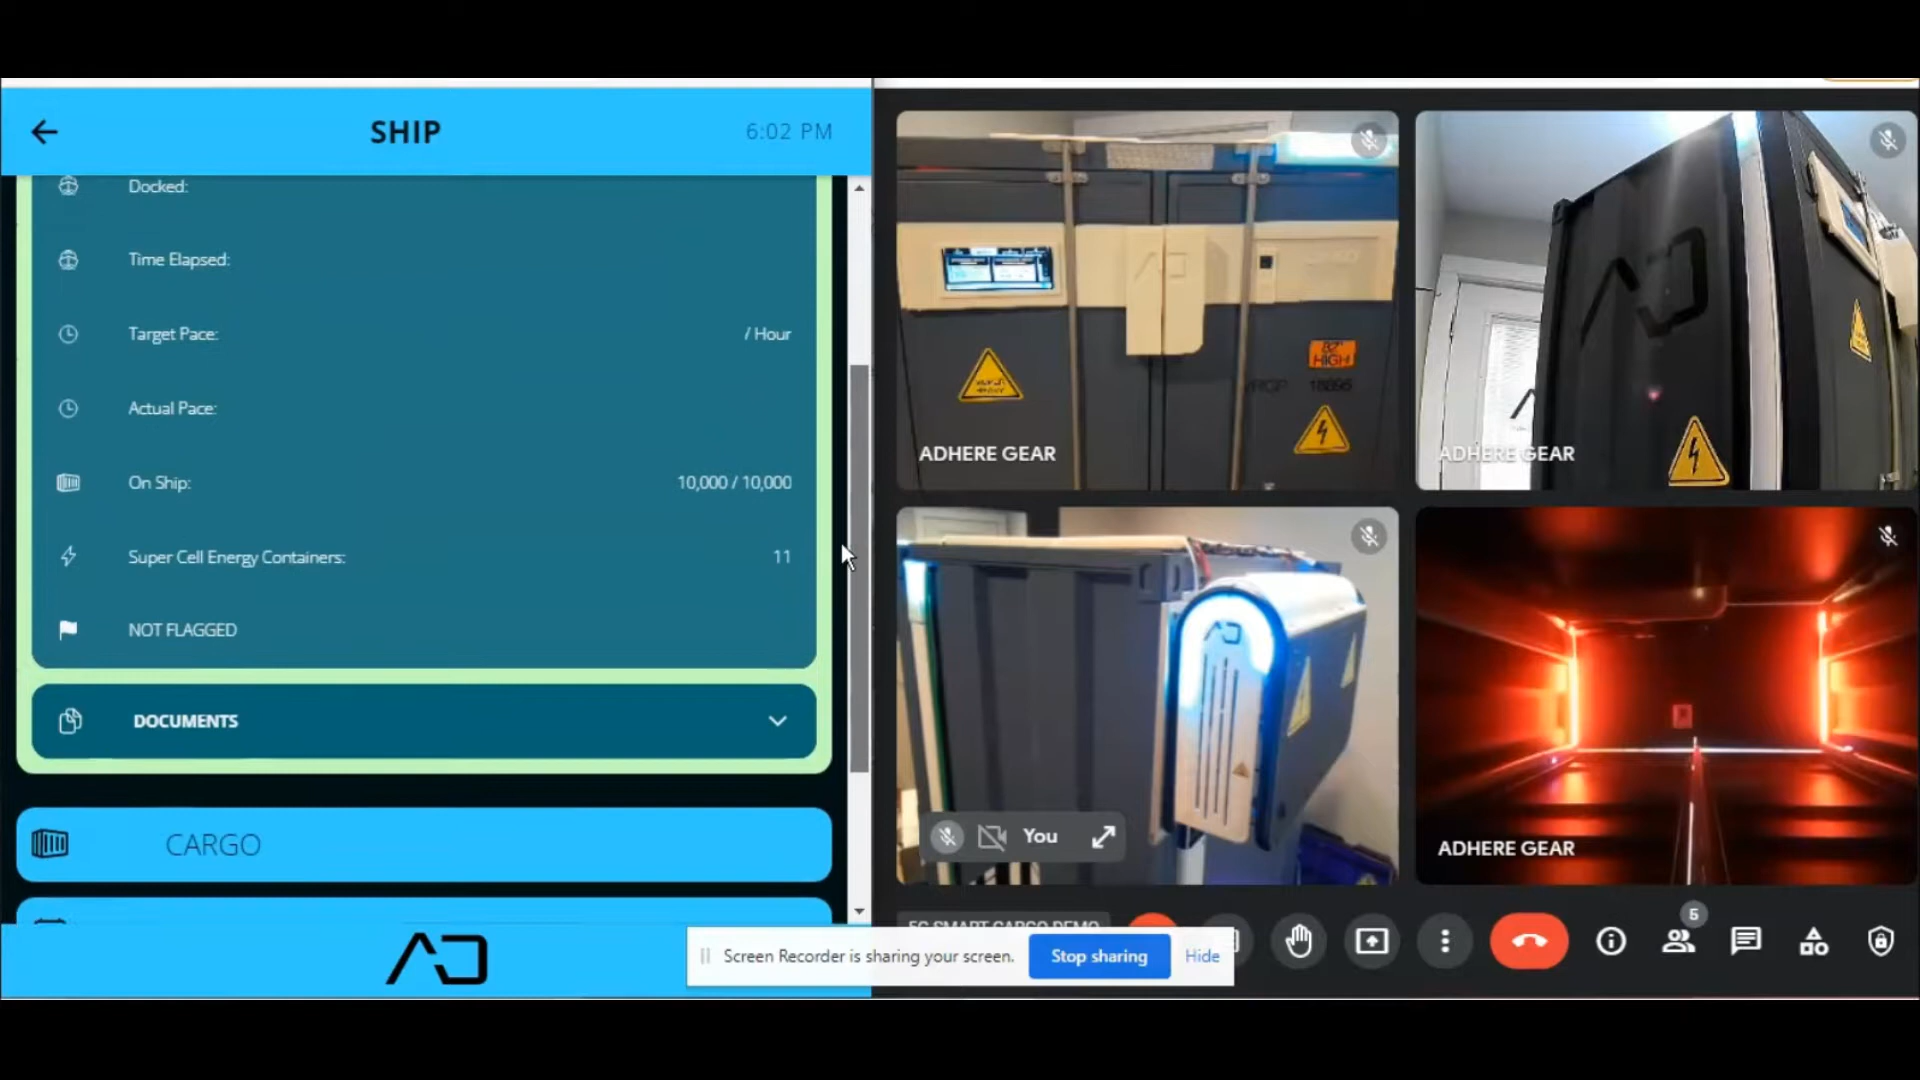 SHIP
6:02 PM
Docked:
Time Elapsed:
Target Pace:
/ Hour
Actual Pace:
On Ship:
10,000 / 10,000
Super Cell Energy Containers:
11
NOT FLAGGED
DOCUMENTS
CARGO
HIGH
ADHERE GEAR
ADHERE GEAR
You
ADHERE GEAR
5
Screen Recorder is sharing your screen.
Stop sharing
Hide